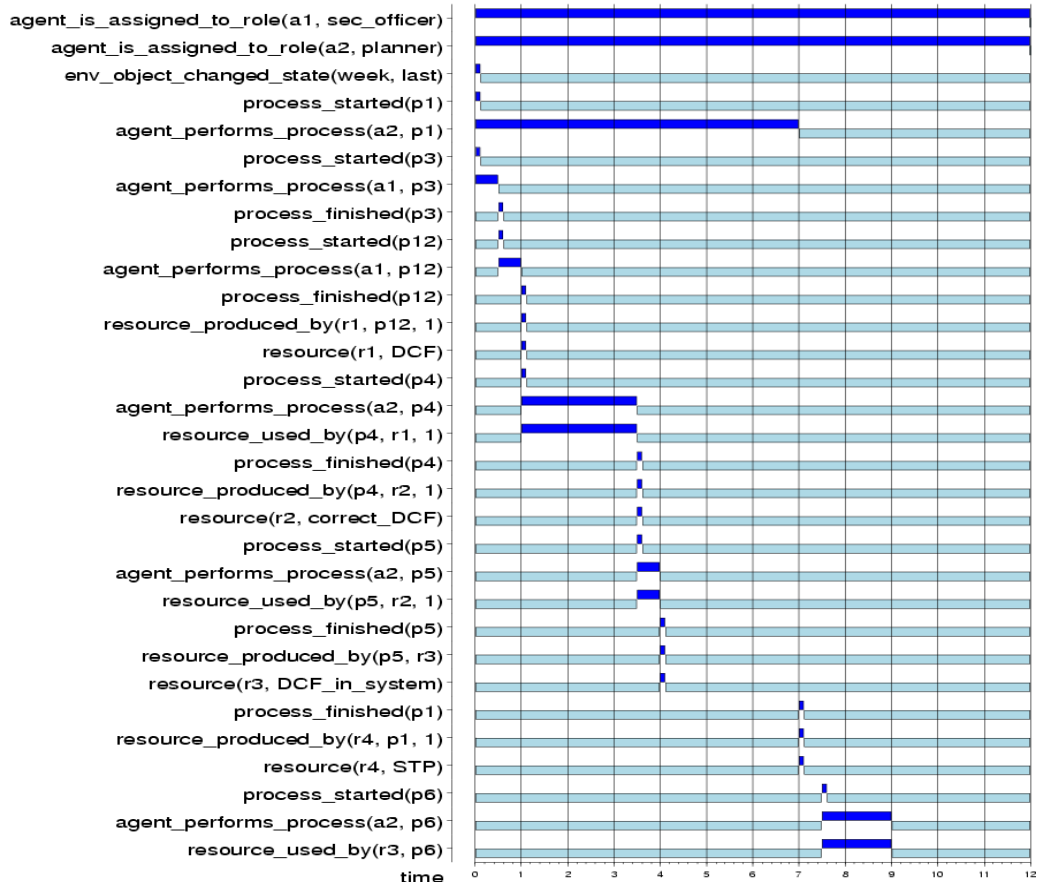 agent_is_assigned_to_role(a1, sec_officer)
agent_is_assigned_to_role(a2, planner)
env_object_changed_state(week, last)
process_started(p1)
agent_performs_process(a2, p1)
process_started(p3)
agent_performs_process(a1, p3)
process_finished(p3)
process_started(p12)
agent_performs_process(a1, p12)
process_finished(p12)
resource_produced_by(r1, p12, 1)
resource(r1, DCF)
process_started(p4)
agent_performs_process(a2, p4)
resource_used_by(p4, r1, 1)
process_finished(p4)
resource_produced_by(p4, r2, 1)
resource(r2, correct_DCF)
process_started(p5)
agent_performs_process(a2, p5)
resource_used_by(p5, r2, 1)
process_finished(p5)
resource_produced_by(p5, r3)
resource(r3, DCF_in_system)
process_finished(p1)
resource_produced_by(r4, p1, 1)
resource(r4, STP)
process_started(p6)
agent_performs_process(a2, p6)
resource_used_by(r3, p6)
time 0 1 2 3 4 5 6 7 8 9 10 11 12